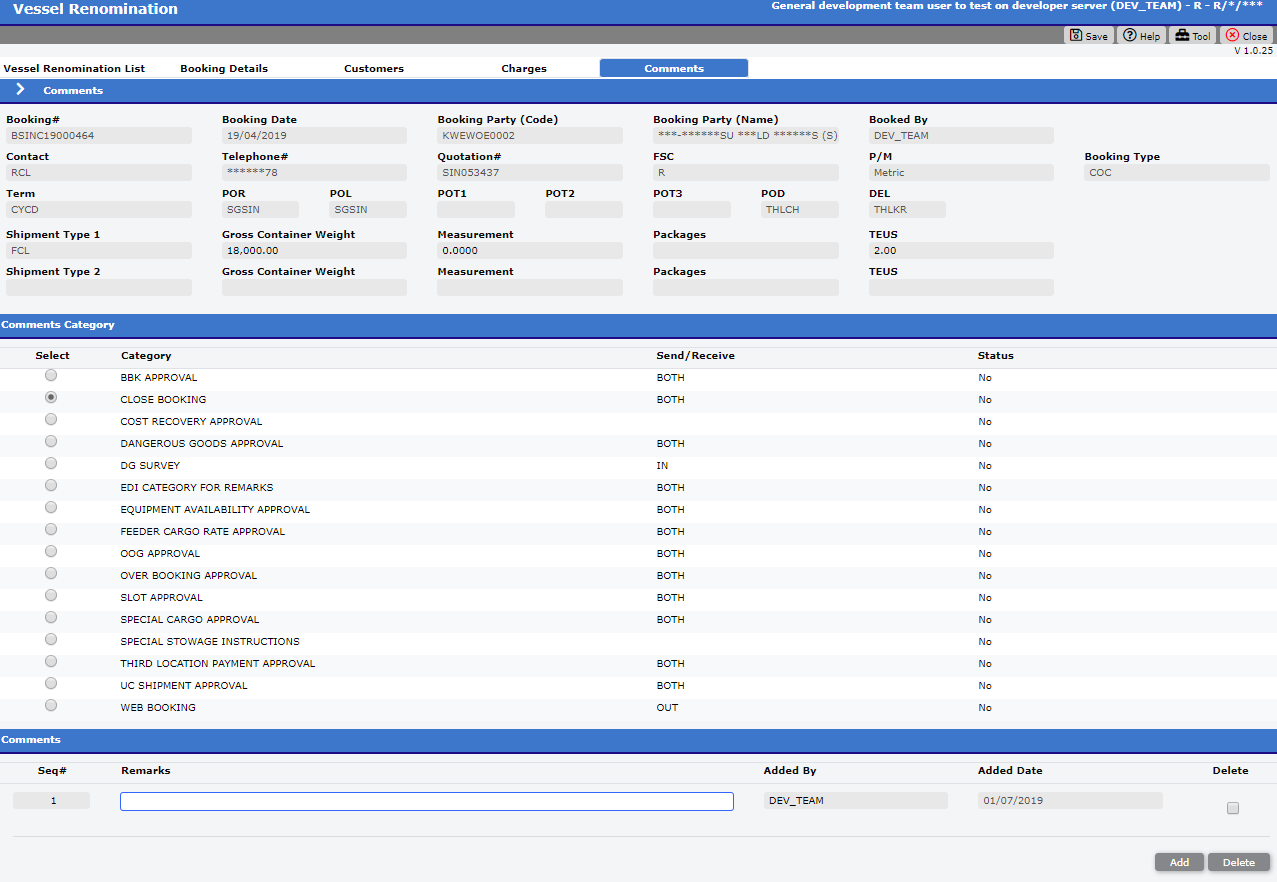 Vessel Renomination General development team user to test on developer server (DEV_TEAM) - R - R/*/***
Save Help Tool Close
V 1.0.25
Vessel Renomination List Booking Details Customers Charges Comments
Comments
Booking# Booking Date Booking Party (Code) Booking Party (Name) Booked By
BSINC19000464 19/04/2019 KWEWOE0002 ***-******SU ***LD ******S (S) DEV_TEAM
Contact Telephone# Quotation# FSC P/M Booking Type
RCL ******78 SIN053437 R Metric COC
Term POR POL POT1 POT2 POT3 POD DEL
CYCD SGSIN SGSIN THLCH THLKR
Shipment Type 1 Gross Container Weight Measurement Packages TEUS
FCL 18,000.00 0.0000 2.00
Shipment Type 2 Gross Container Weight Measurement Packages TEUS
Comments Category
Select Category Send/Receive Status
BBK APPROVAL BOTH No
CLOSE BOOKING BOTH No
COST RECOVERY APPROVAL No
DANGEROUS GOODS APPROVAL BOTH No
DG SURVEY IN No
EDI CATEGORY FOR REMARKS BOTH No
EQUIPMENT AVAILABILITY APPROVAL BOTH No
FEEDER CARGO RATE APPROVAL BOTH No
OOG APPROVAL BOTH No
OVER BOOKING APPROVAL BOTH No
SLOT APPROVAL BOTH No
SPECIAL CARGO APPROVAL BOTH No
SPECIAL STOWAGE INSTRUCTIONS No
THIRD LOCATION PAYMENT APPROVAL BOTH No
UC SHIPMENT APPROVAL BOTH No
WEB BOOKING OUT No
Comments
Seq# Remarks Added By Added Date Delete
1 DEV_TEAM 01/07/2019
Add Delete